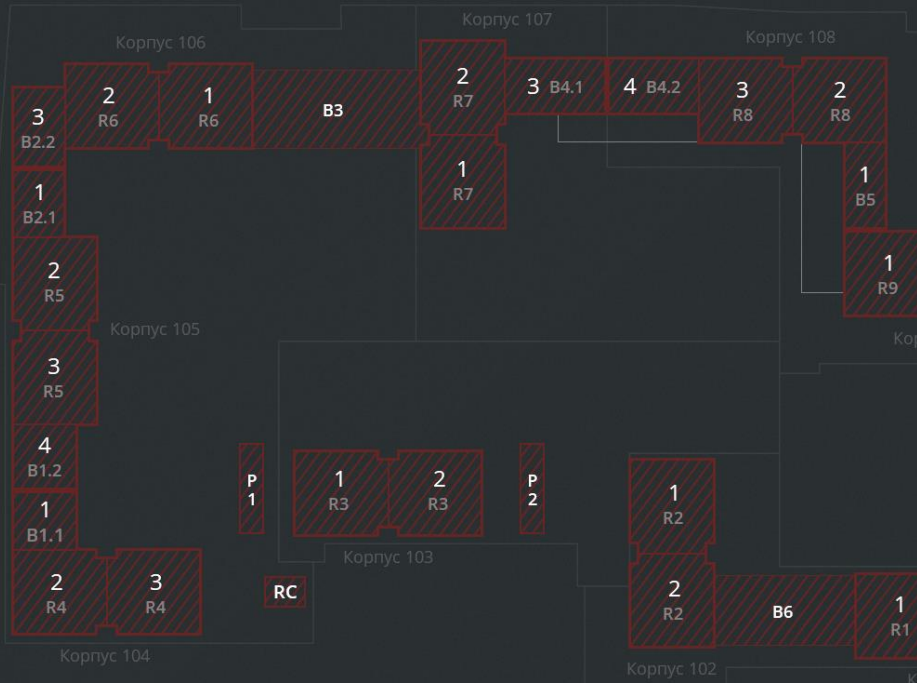 Корпус 107
Корпус 108
Корпус 106
2
R6
1
R6
B3
2
R7
3 B4.1
4 B4.2
3
R8
2
R8
3
B2.2
1
B2.1
1
R7
1
B5
2
R5
1
R9
Корпус 105
Кор
3
R5
4
B1.2
P
1
1
R3
2
R3
P
2
1
R2
1
B1.1
Корпус 103
2
R4
3
R4
RC
2
R2
B6
1
R1
Корпус 104
Корпус 102